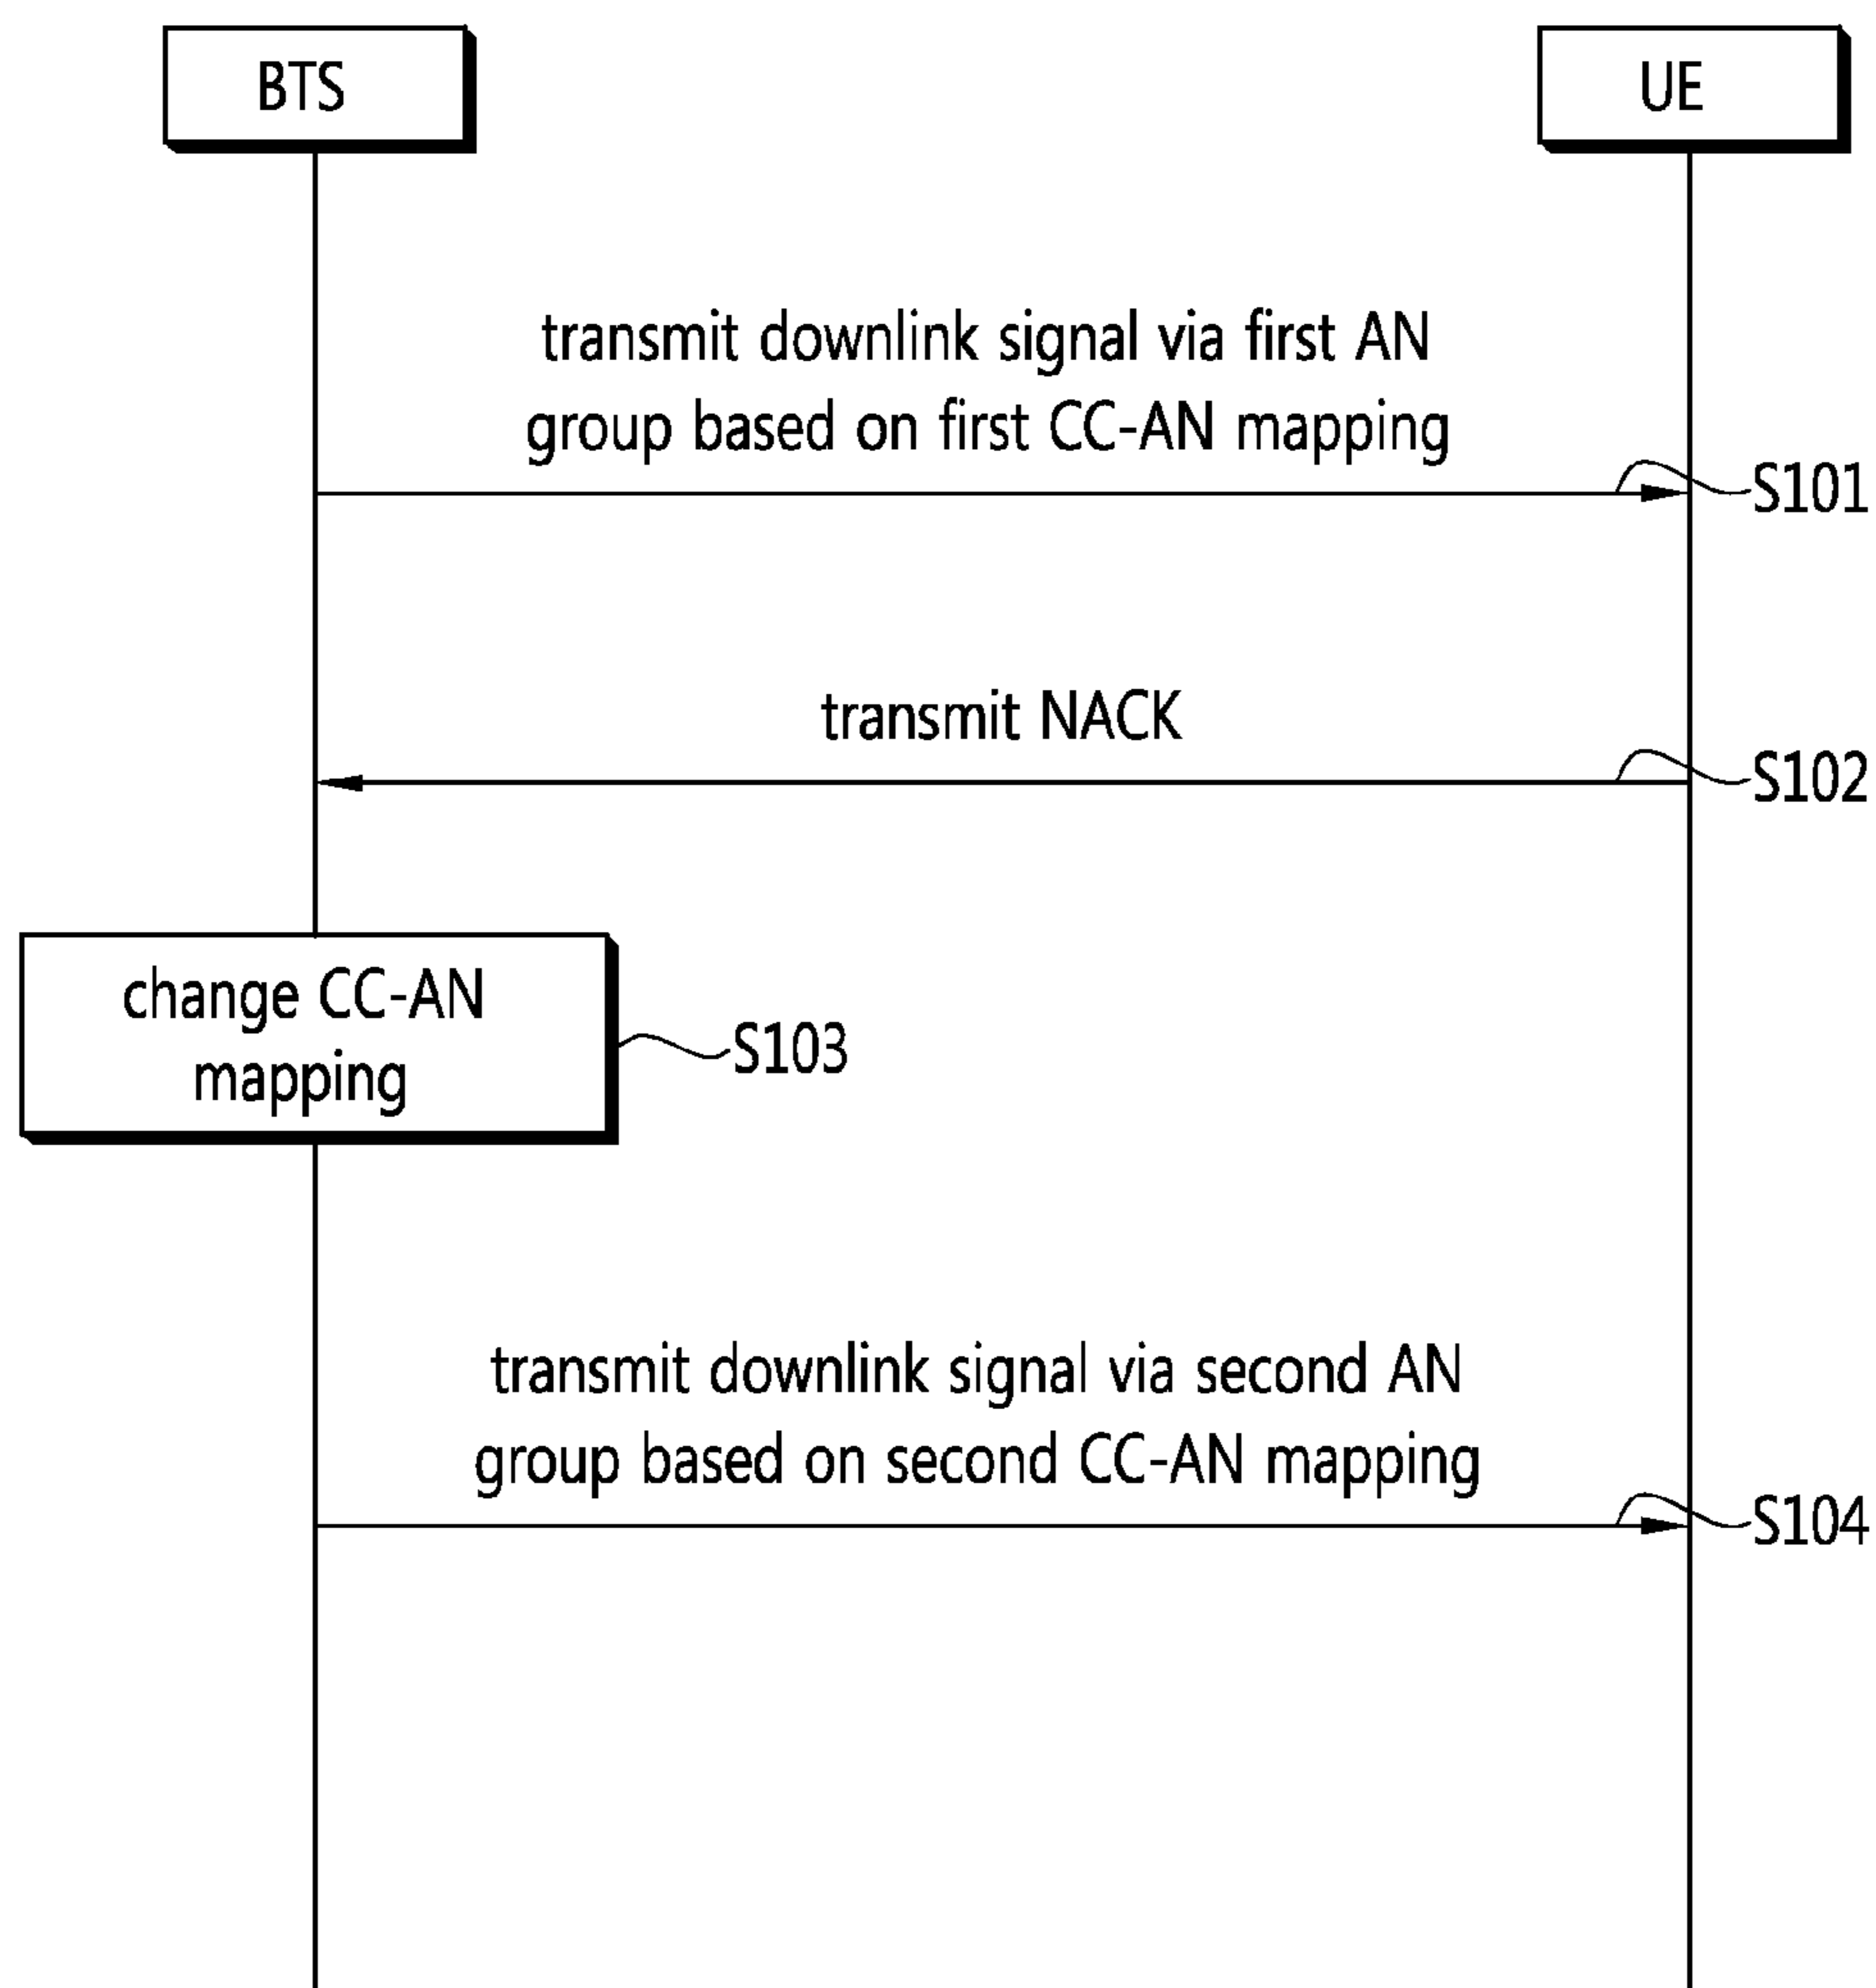 BTS
UE
transmit downlink signal via first AN
group based on first CC-AN mapping
S101
transmit NACK
S102
change CC-AN
mapping
S103
transmit downlink signal via second AN
group based on second CC-AN mapping
S104